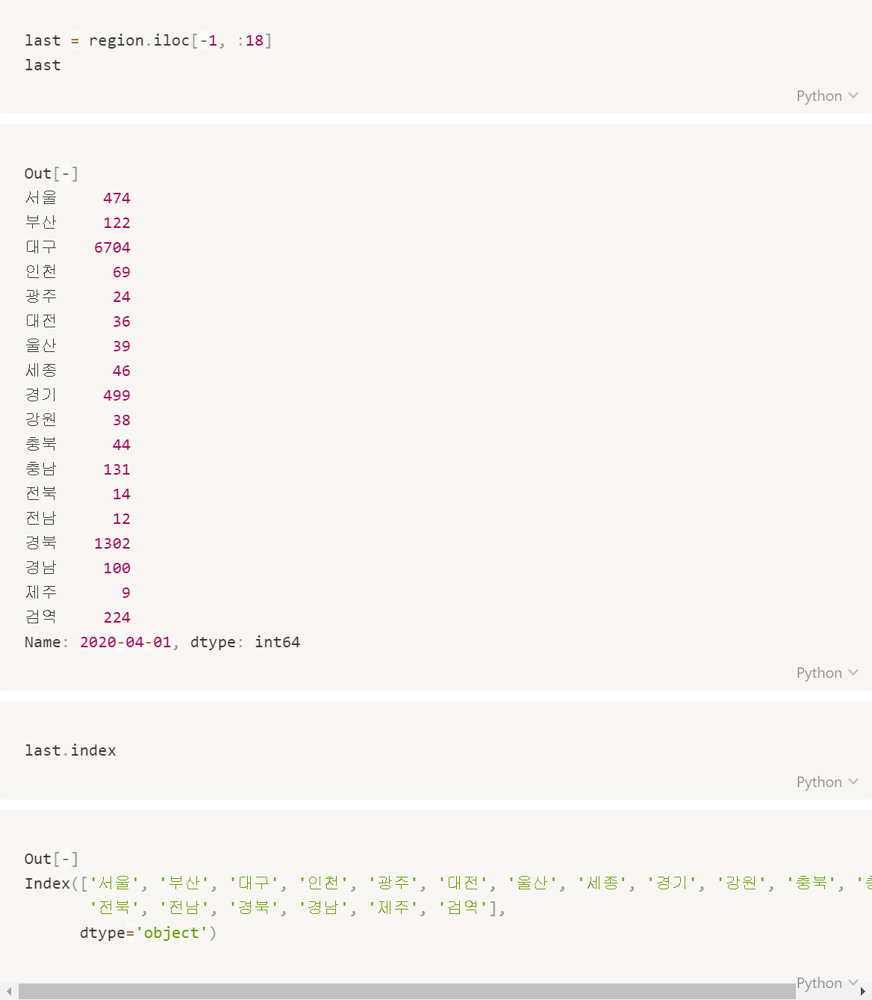 last = region.iloc[-1, :18]
last
Python
Out[-]
서울 474
부산 122
대구 6704
인천 69
광주 24
대전 36
울산 39
세종 46
경기 499
강원 38
충북 44
충남 131
전북 14
전남 12
경북 1302
경남 100
제주 9
검역 224
Name: 2020-04-01, dtype: int64
Python
last.index
Python
Out[-]
Index(['서울', '부산', '대구', '인천', '광주', '대전', '울산', '세종', '경기', '강원', '충북', '
'전북', '전남', '경북', '경남', '제주', '검역'],
dtype='object')
Python